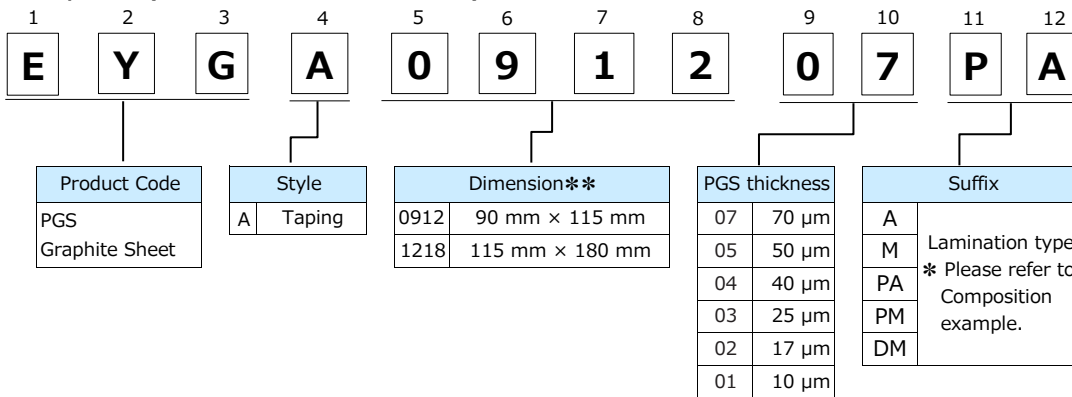 1 2 3 4 5 6 7 8 9 10 11 12
E Y G A 0 9 1 2 0 7 P A
Product Code
PGS
Graphite Sheet
Style
A Taping
Dimension✱✱
0912 90 mm × 115 mm
1218 115 mm × 180 mm
PGS thickness
07 70 μm
05 50 μm
04 40 μm
03 25 μm
02 17 μm
01 10 μm
Suffix
A
M
PA
PM
DM
Lamination type
✱ Please refer to
Composition
example.